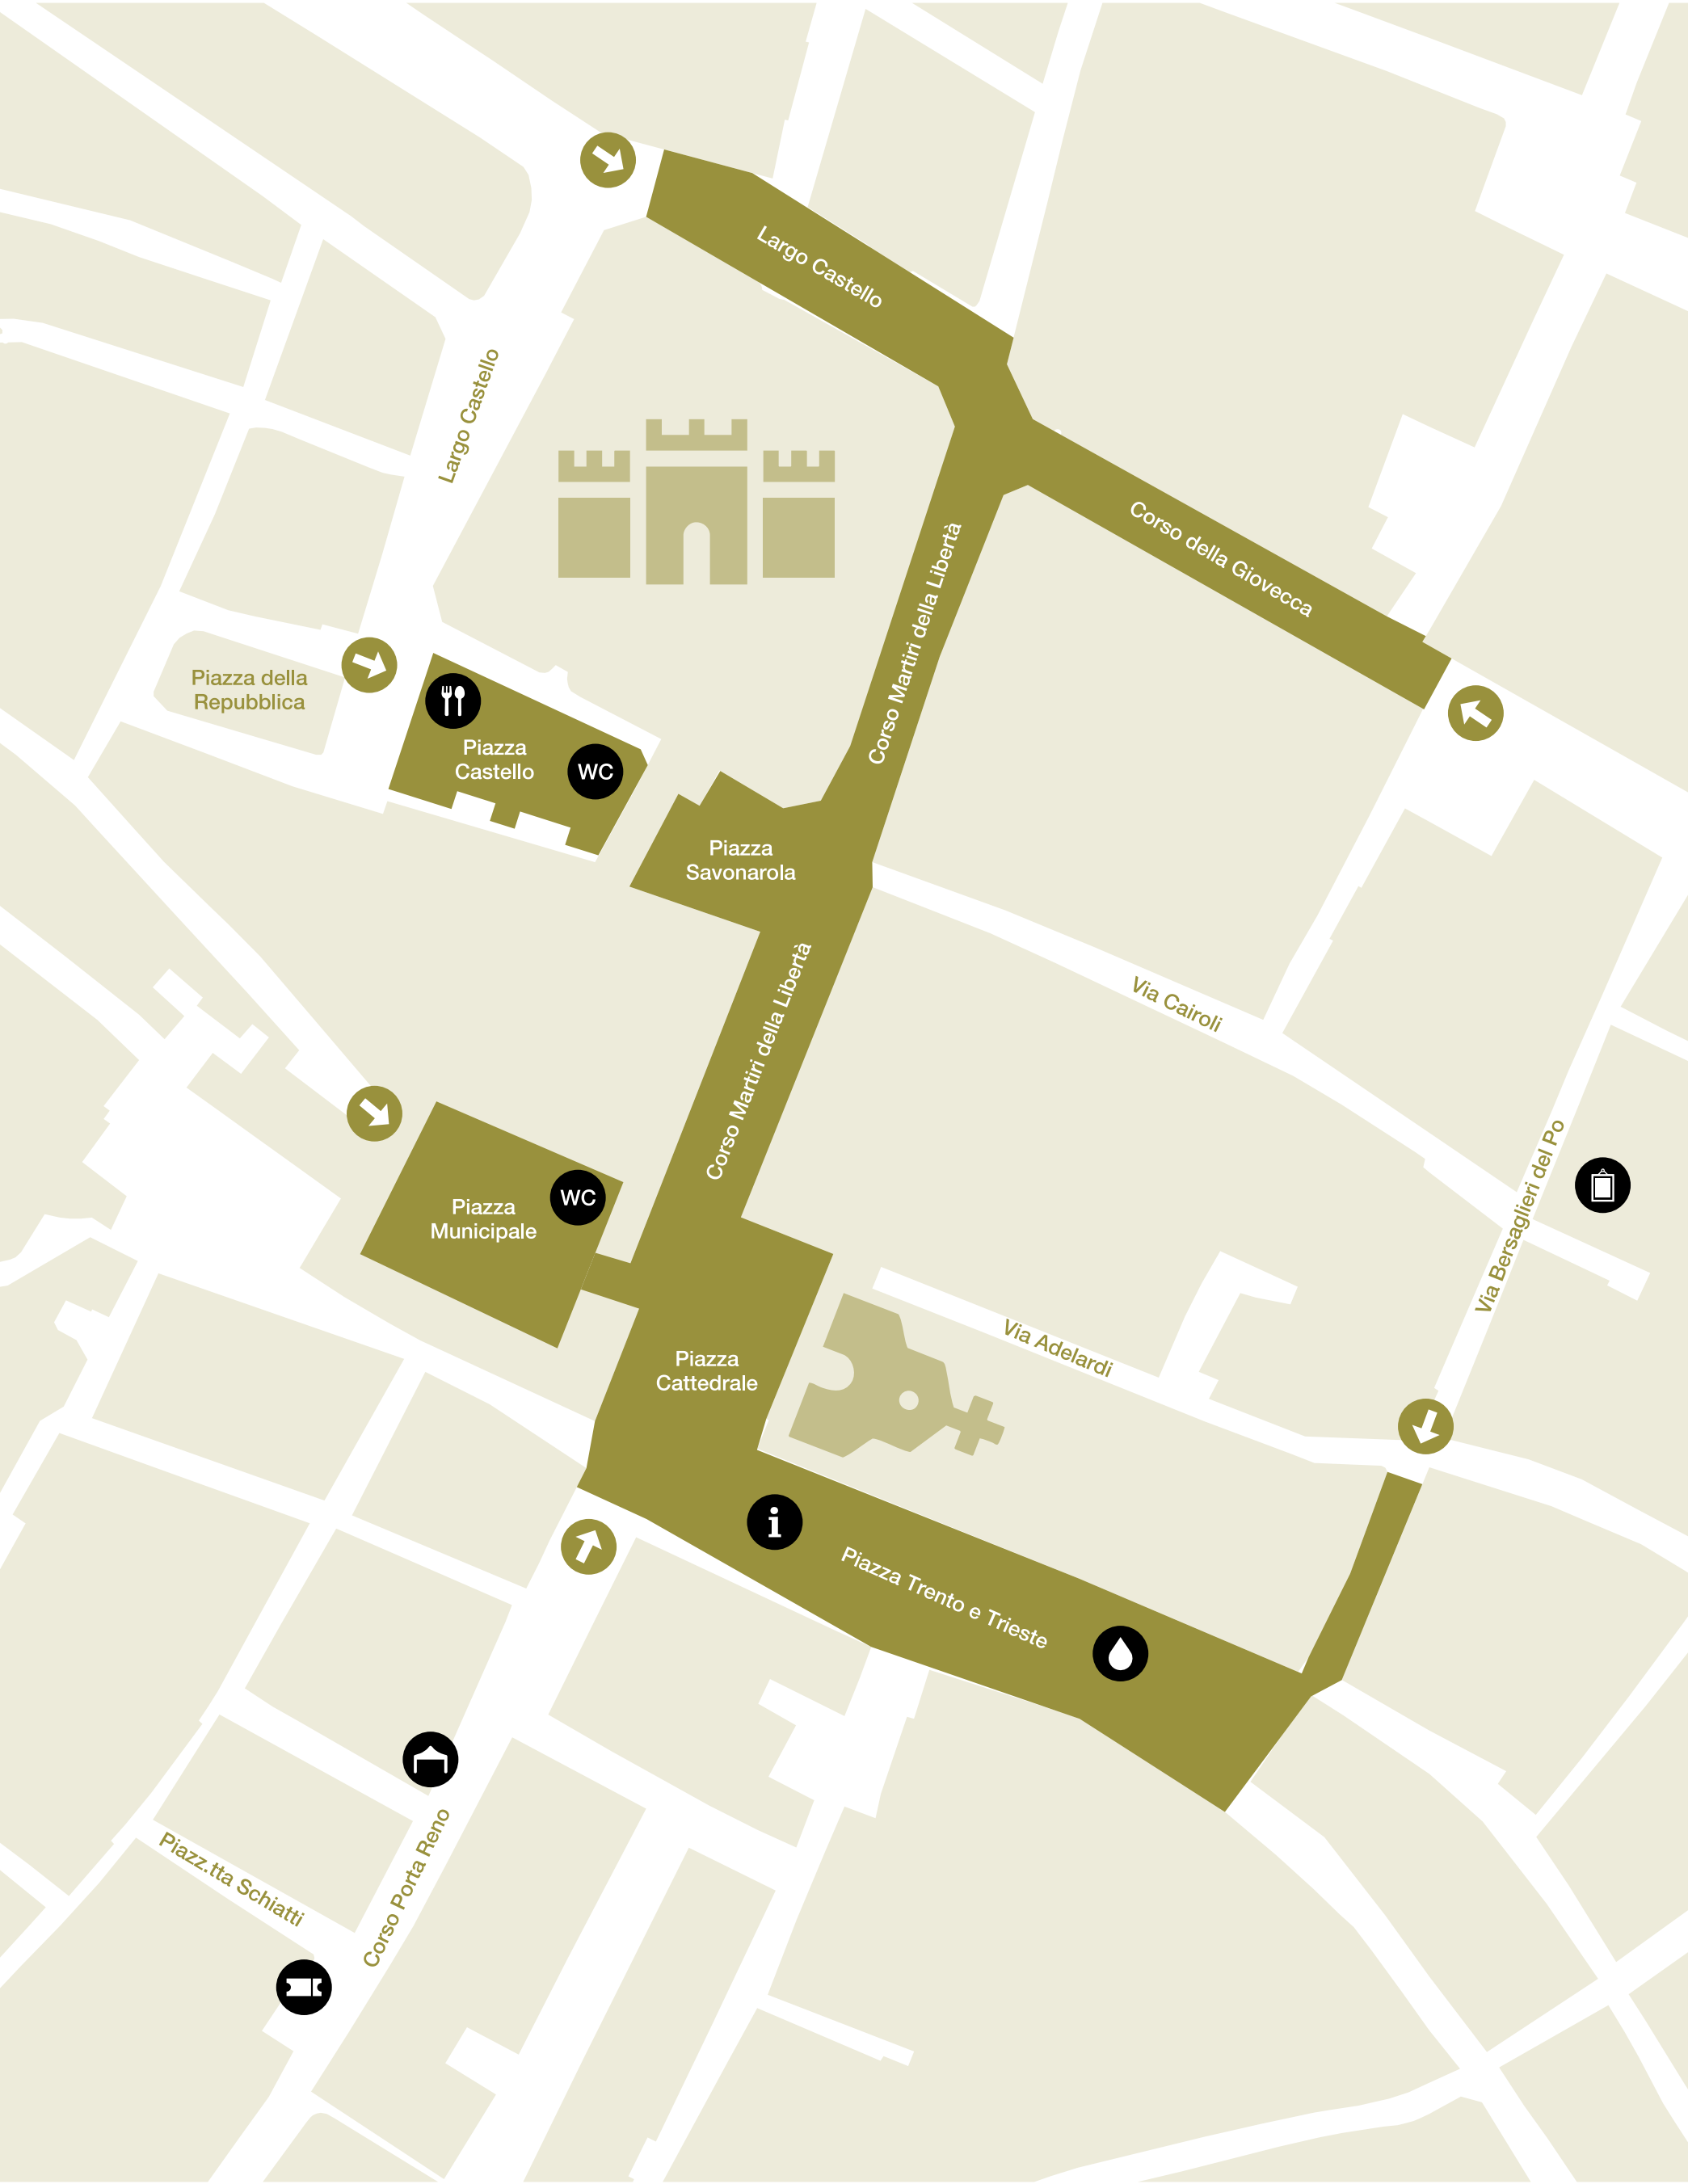 Largo Castello
Largo Castello
Corso della Giovecca
Corso Martiri della Libertà
Piazza della
Repubblica
Piazza
Castello
WC
Piazza
Savonarola
Via Cairoli
Corso Martiri della Libertà
Via Bersaglieri del Po
WC
Piazza
Municipale
Via Adelardi
Piazza
Cattedrale
i
Piazza Trento e Trieste
Piazz.tta Schiatti
Corso Porta Reno